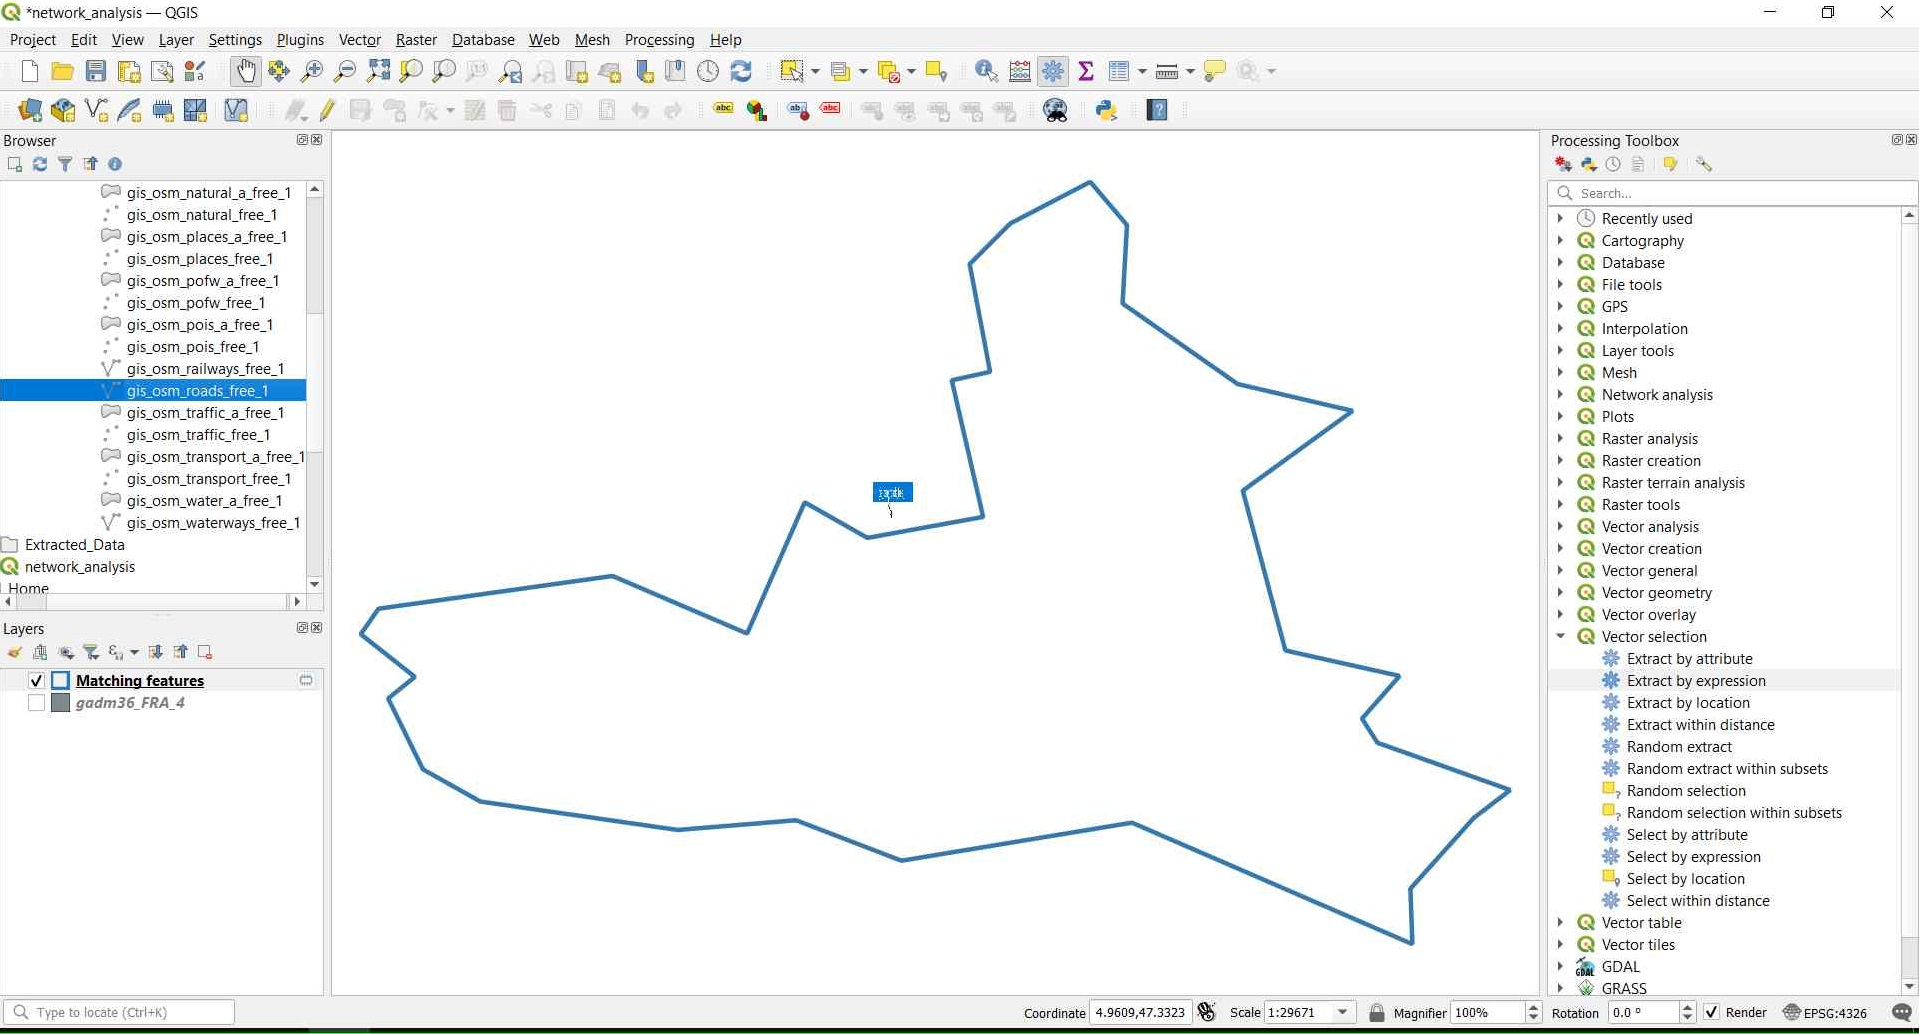 *network_analysis — QGIS
Project Edit View Layer Settings Plugins Vector Raster Database Web Mesh Processing Help
1:1
abc abc abc
Browser
gis_osm_natural_a_free_1
gis_osm_natural_free_1
gis_osm_places_a_free_1
gis_osm_places_free_1
gis_osm_pofw_a_free_1
gis_osm_pofw_free_1
gis_osm_pois_a_free_1
gis_osm_pois_free_1
gis_osm_railways_free_1
gis_osm_roads_free_1
gis_osm_traffic_a_free_1
gis_osm_traffic_free_1
gis_osm_transport_a_free_1
gis_osm_transport_free_1
gis_osm_water_a_free_1
gis_osm_waterways_free_1
Extracted_Data
network_analysis
Home
Layers
Matching features
gadm36_FRA_4
Processing Toolbox
Search...
Recently used
Cartography
Database
File tools
GPS
Interpolation
Layer tools
Mesh
Network analysis
Plots
Raster analysis
Raster creation
Raster terrain analysis
Raster tools
Vector analysis
Vector creation
Vector general
Vector geometry
Vector overlay
Vector selection
Extract by attribute
Extract by expression
Extract by location
Extract within distance
Random extract
Random extract within subsets
Random selection
Random selection within subsets
Select by attribute
Select by expression
Select by location
Select within distance
Vector table
Vector tiles
GDAL
GRASS
Type to locate (Ctrl+K)
Coordinate 4.9609,47.3323 Scale 1:29671 Magnifier 100% Rotation 0.0 ° Render EPSG:4326